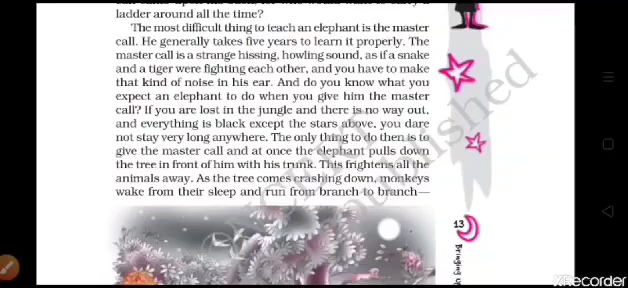 ladder around all the time?
The most difficult thing to teach an elephant is the master
call. He generally takes five years to learn it properly. The
master call is a strange hissing, howling sound, as if a snake
and a tiger were fighting each other, and you have to make
that kind of noise in his ear. And do you know what you
expect an elephant to do when you give him the master
call? If you are lost in the jungle and there is no way out,
and everything is black except the stars above, you dare
not stay very long anywhere. The only thing to do then is to
give the master call and at once the elephant pulls down
the tree in front of him with his trunk. This frightens all the
animals away. As the tree comes crashing down, monkeys
wake from their sleep and run from branch to branch—
13
Bringing
NCERT
published
XRecorder